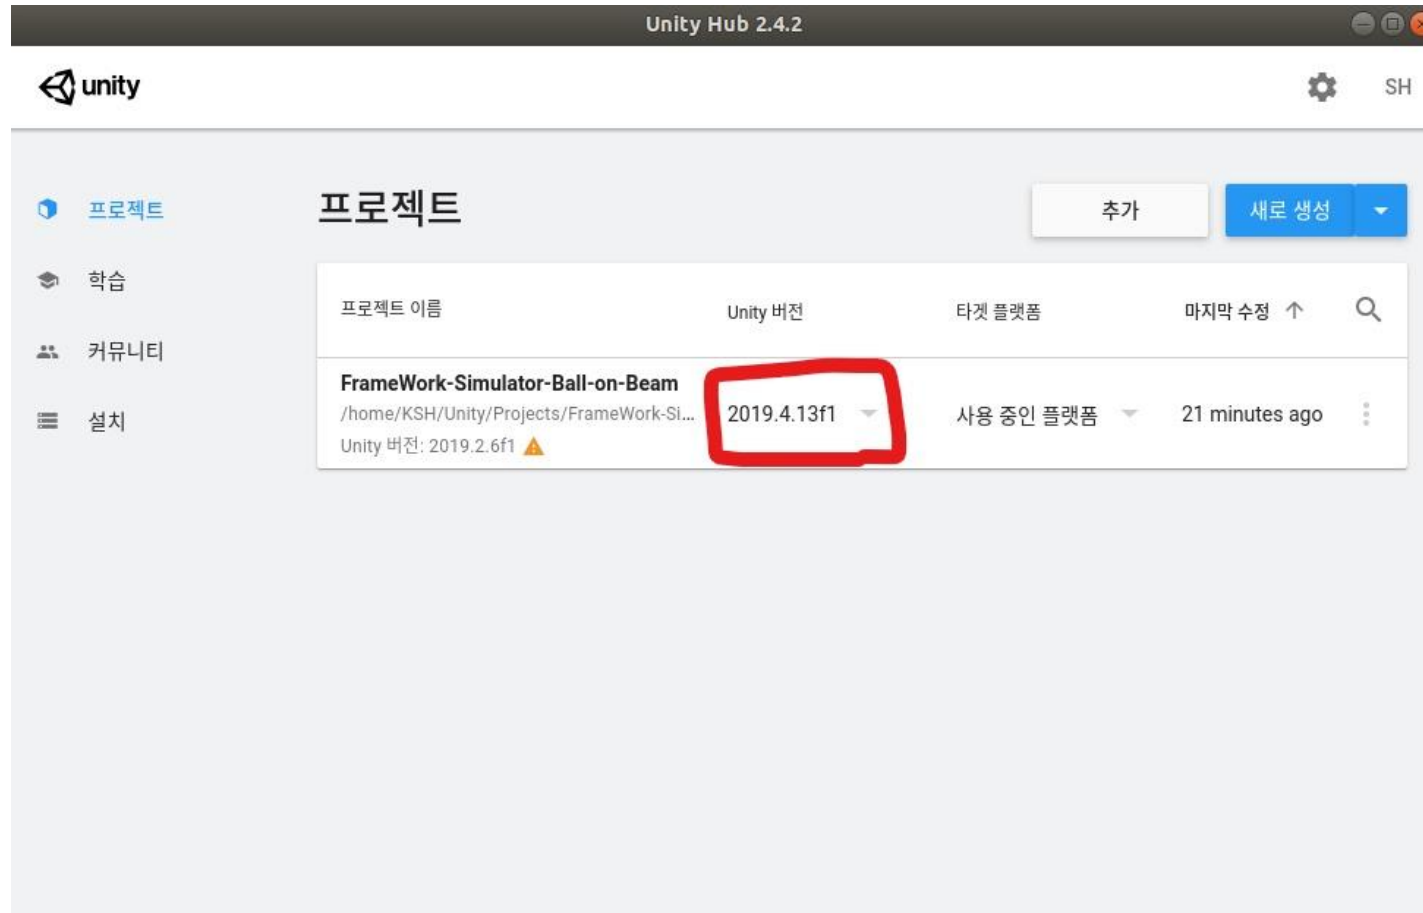 Unity Hub 2.4.2
unity
SH
프로젝트
학습
커뮤니티
설치
프로젝트
추가
새로 생성
프로젝트 이름
Unity 버전
타겟 플랫폼
마지막 수정
FrameWork-Simulator-Ball-on-Beam
/home/KSH/Unity/Projects/FrameWork-Si...
Unity 버전: 2019.2.6f1
2019.4.13f1
사용 중인 플랫폼
21 minutes ago